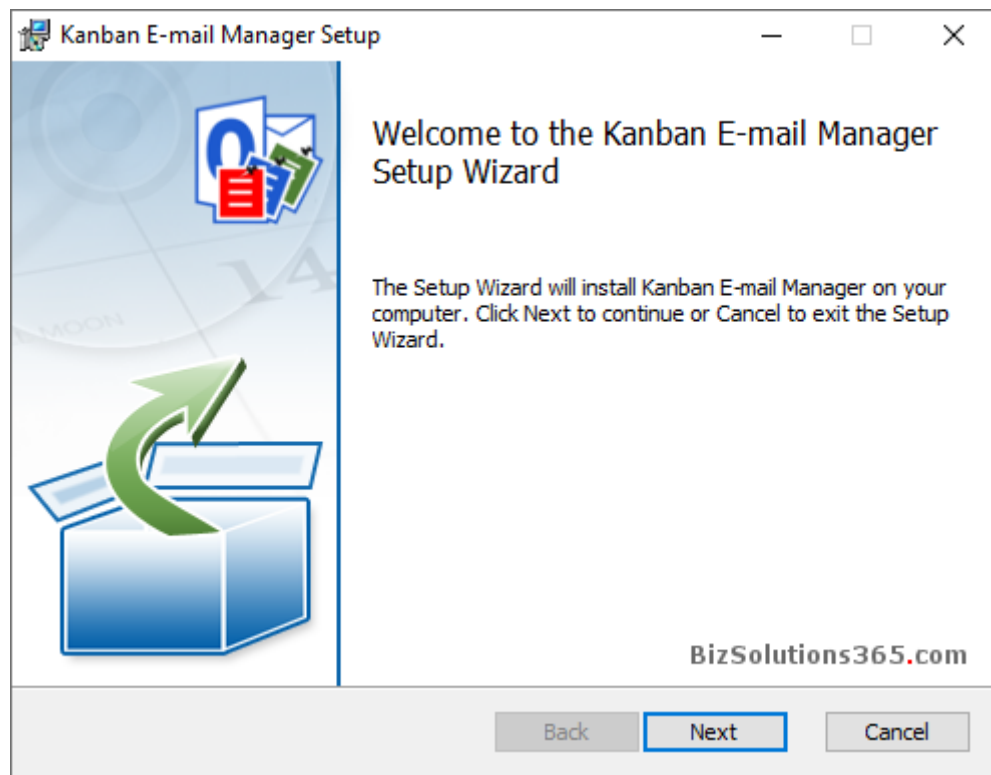 Kanban E-mail Manager Setup
Welcome to the Kanban E-mail Manager
Setup Wizard
The Setup Wizard will install Kanban E-mail Manager on your
computer. Click Next to continue or Cancel to exit the Setup
Wizard.
14
MOON
BizSolutions365.com
Back
Next
Cancel